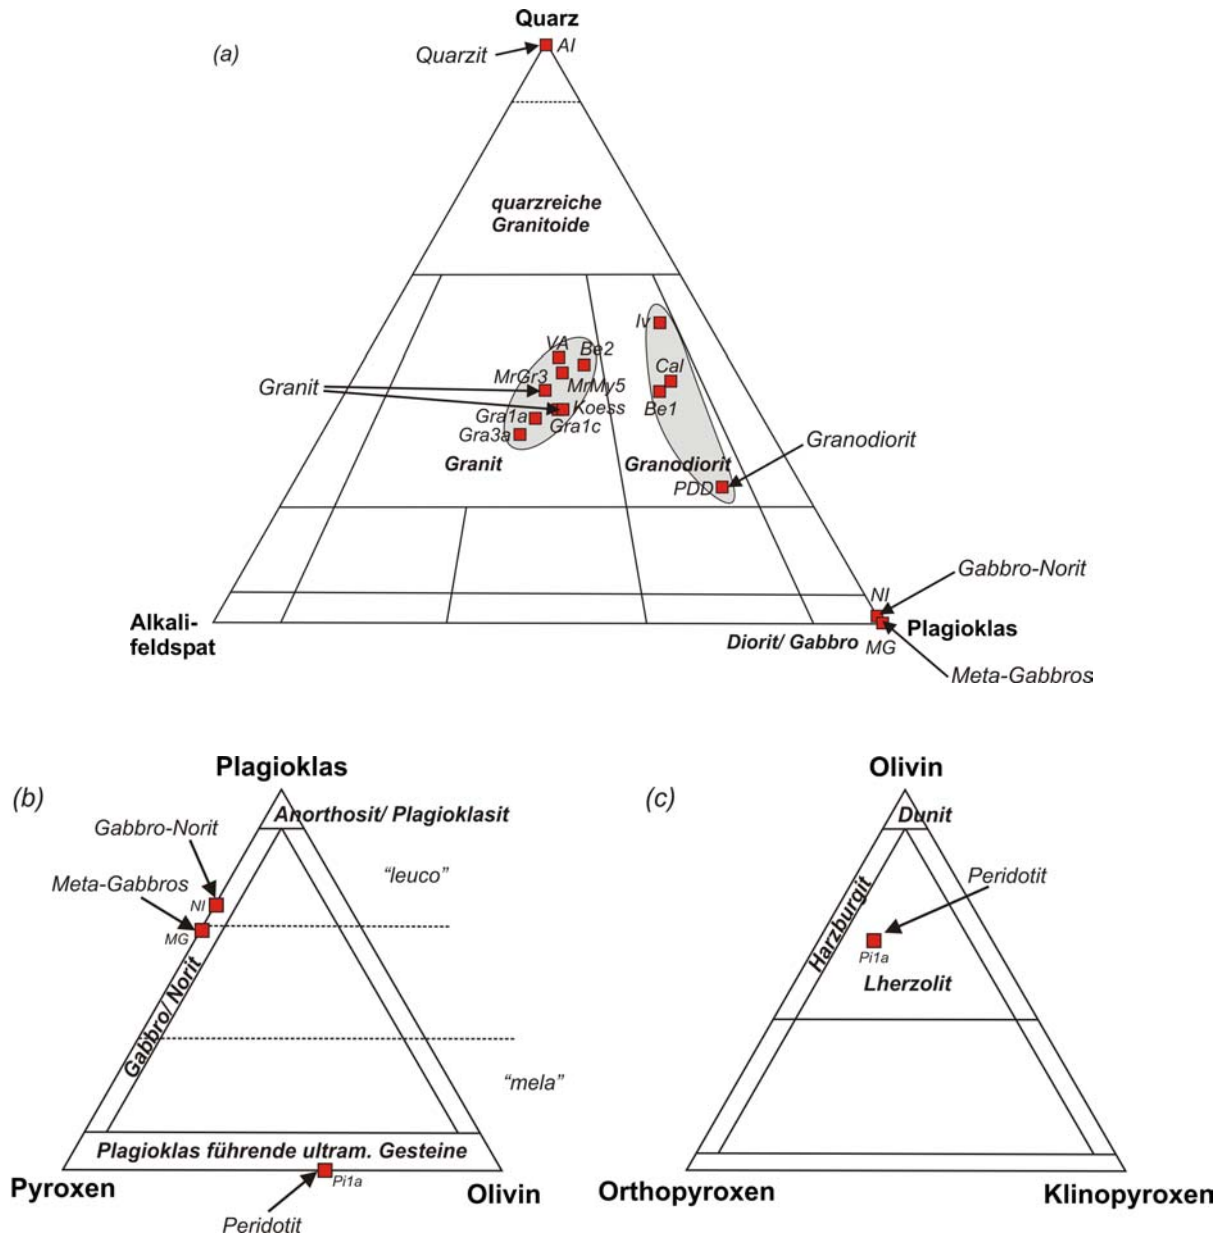 Quarz
(a)
Quarzit
AI
quarzreiche
Granitoide
Iv
VA
Be2
Cal
MrGr3
MrMy5
Be1
Granit
Koess
Gra1a
Gra1c
Gra3a
Granit
Granodiorit
Granodiorit
PDD
Gabbro-Norit
NI
Alkali-
feldspat
Plagioklas
Diorit/ Gabbro
MG
Meta-Gabbros
Plagioklas
(b)
Anorthosit/ Plagioklasit
Gabbro-Norit
"leuco"
Meta-Gabbros
NI
MG
Gabbro/ Norit
"mela"
Plagioklas führende ultram. Gesteine
Pi1a
Pyroxen
Olivin
Peridotit
Olivin
(c)
Dunit
Peridotit
Harzburgit
Pi1a
Lherzolit
Orthopyroxen
Klinopyroxen